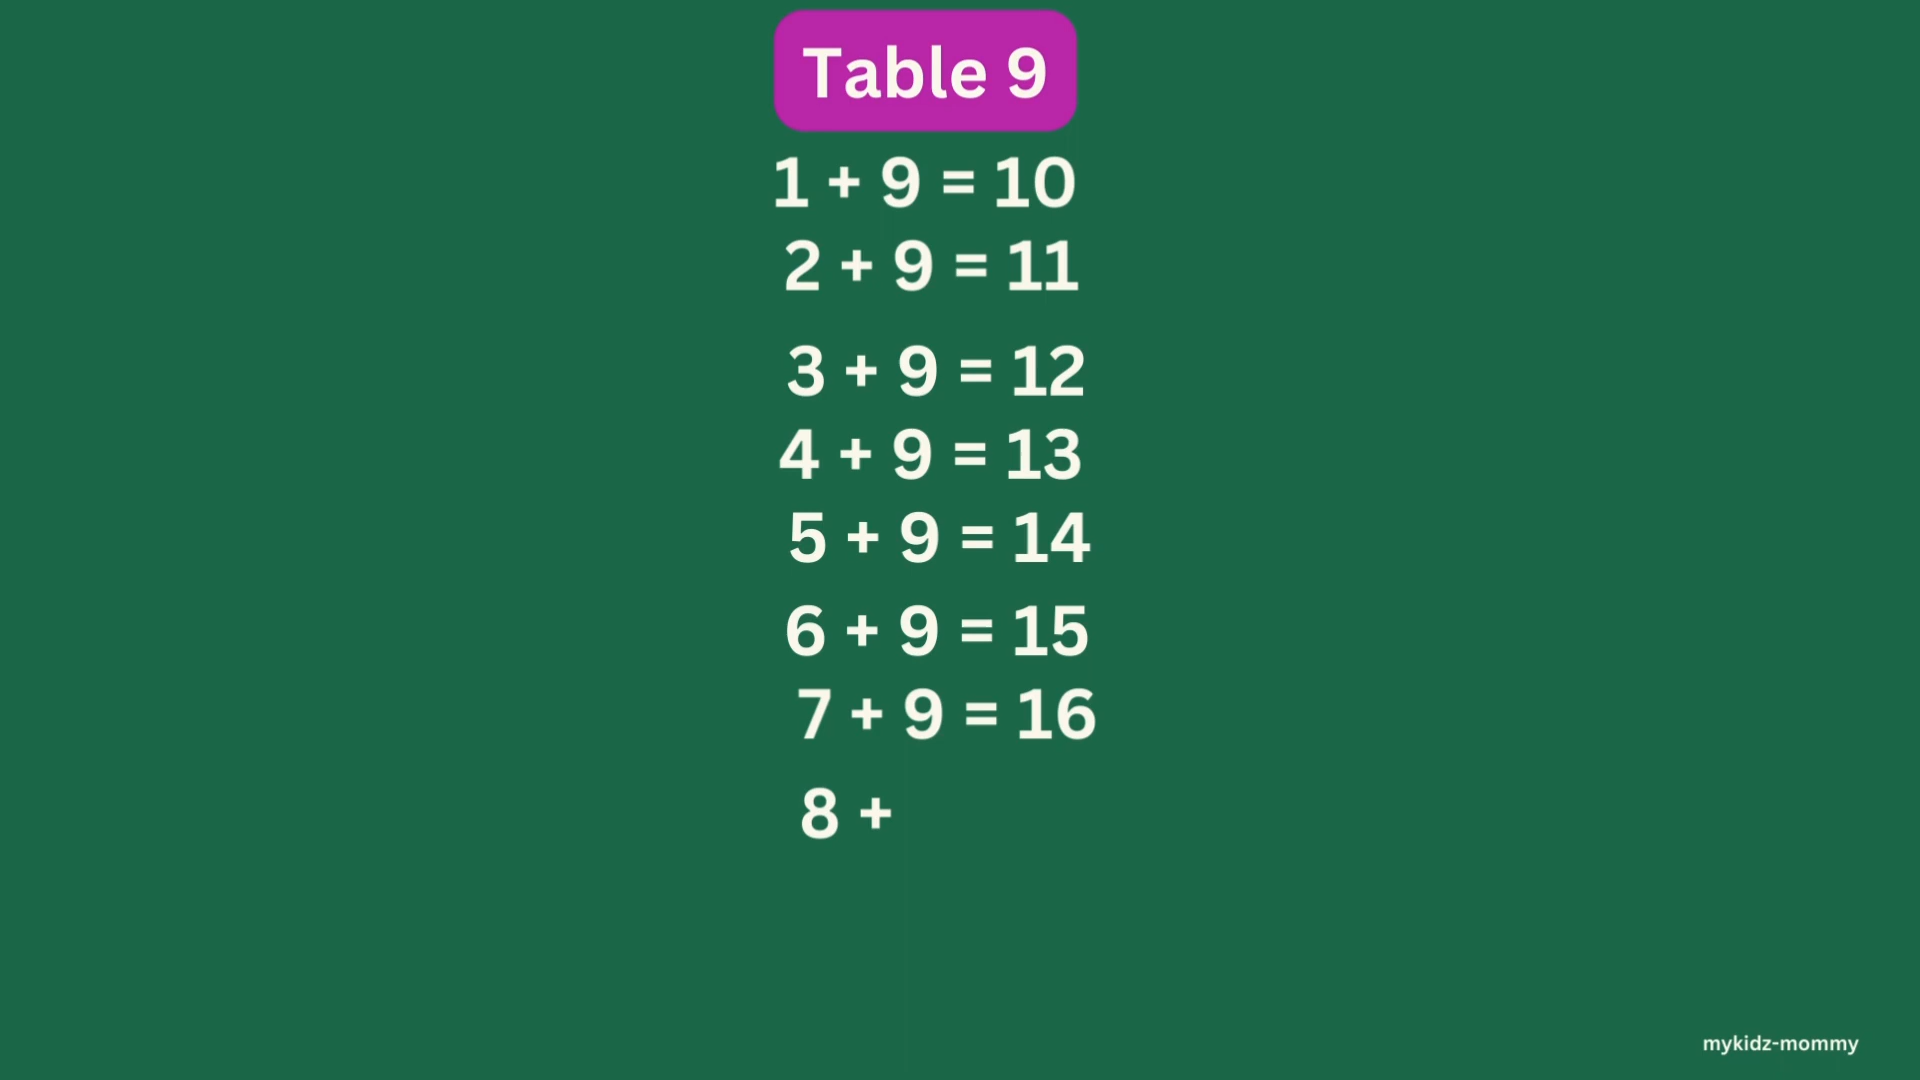 Table 9
1 + 9 = 10
2 + 9 = 11
3 + 9 = 12
4 + 9 = 13
5 + 9 = 14
6 + 9 = 15
7 + 9 = 16
8 +
mykidz-mommy